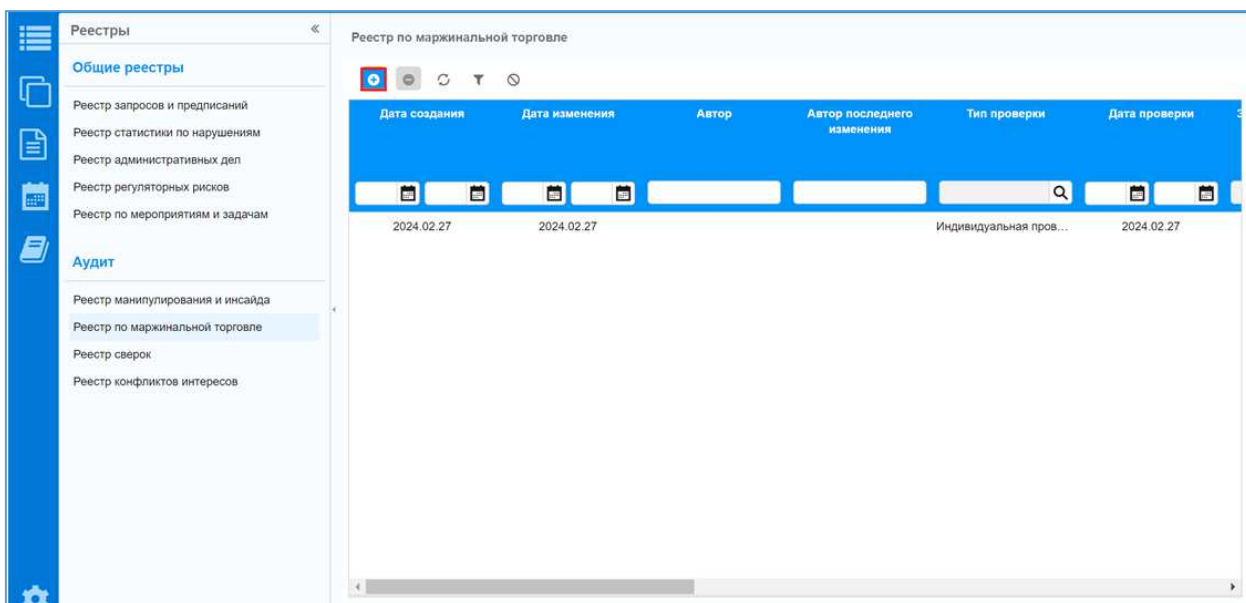 Реестры
Общие реестры
Реестр запросов и предписаний
Реестр статистики по нарушениям
Реестр административных дел
Реестр регуляторных рисков
Реестр по мероприятиям и задачам
Аудит
Реестр манипулирования и инсайда
Реестр по маржинальной торговле
Реестр сверок
Реестр конфликтов интересов
Реестр по маржинальной торговле
Дата создания
Дата изменения
Автор
Автор последнего
изменения
Тип проверки
Дата проверки
2024.02.27
2024.02.27
Индивидуальная пров...
2024.02.27